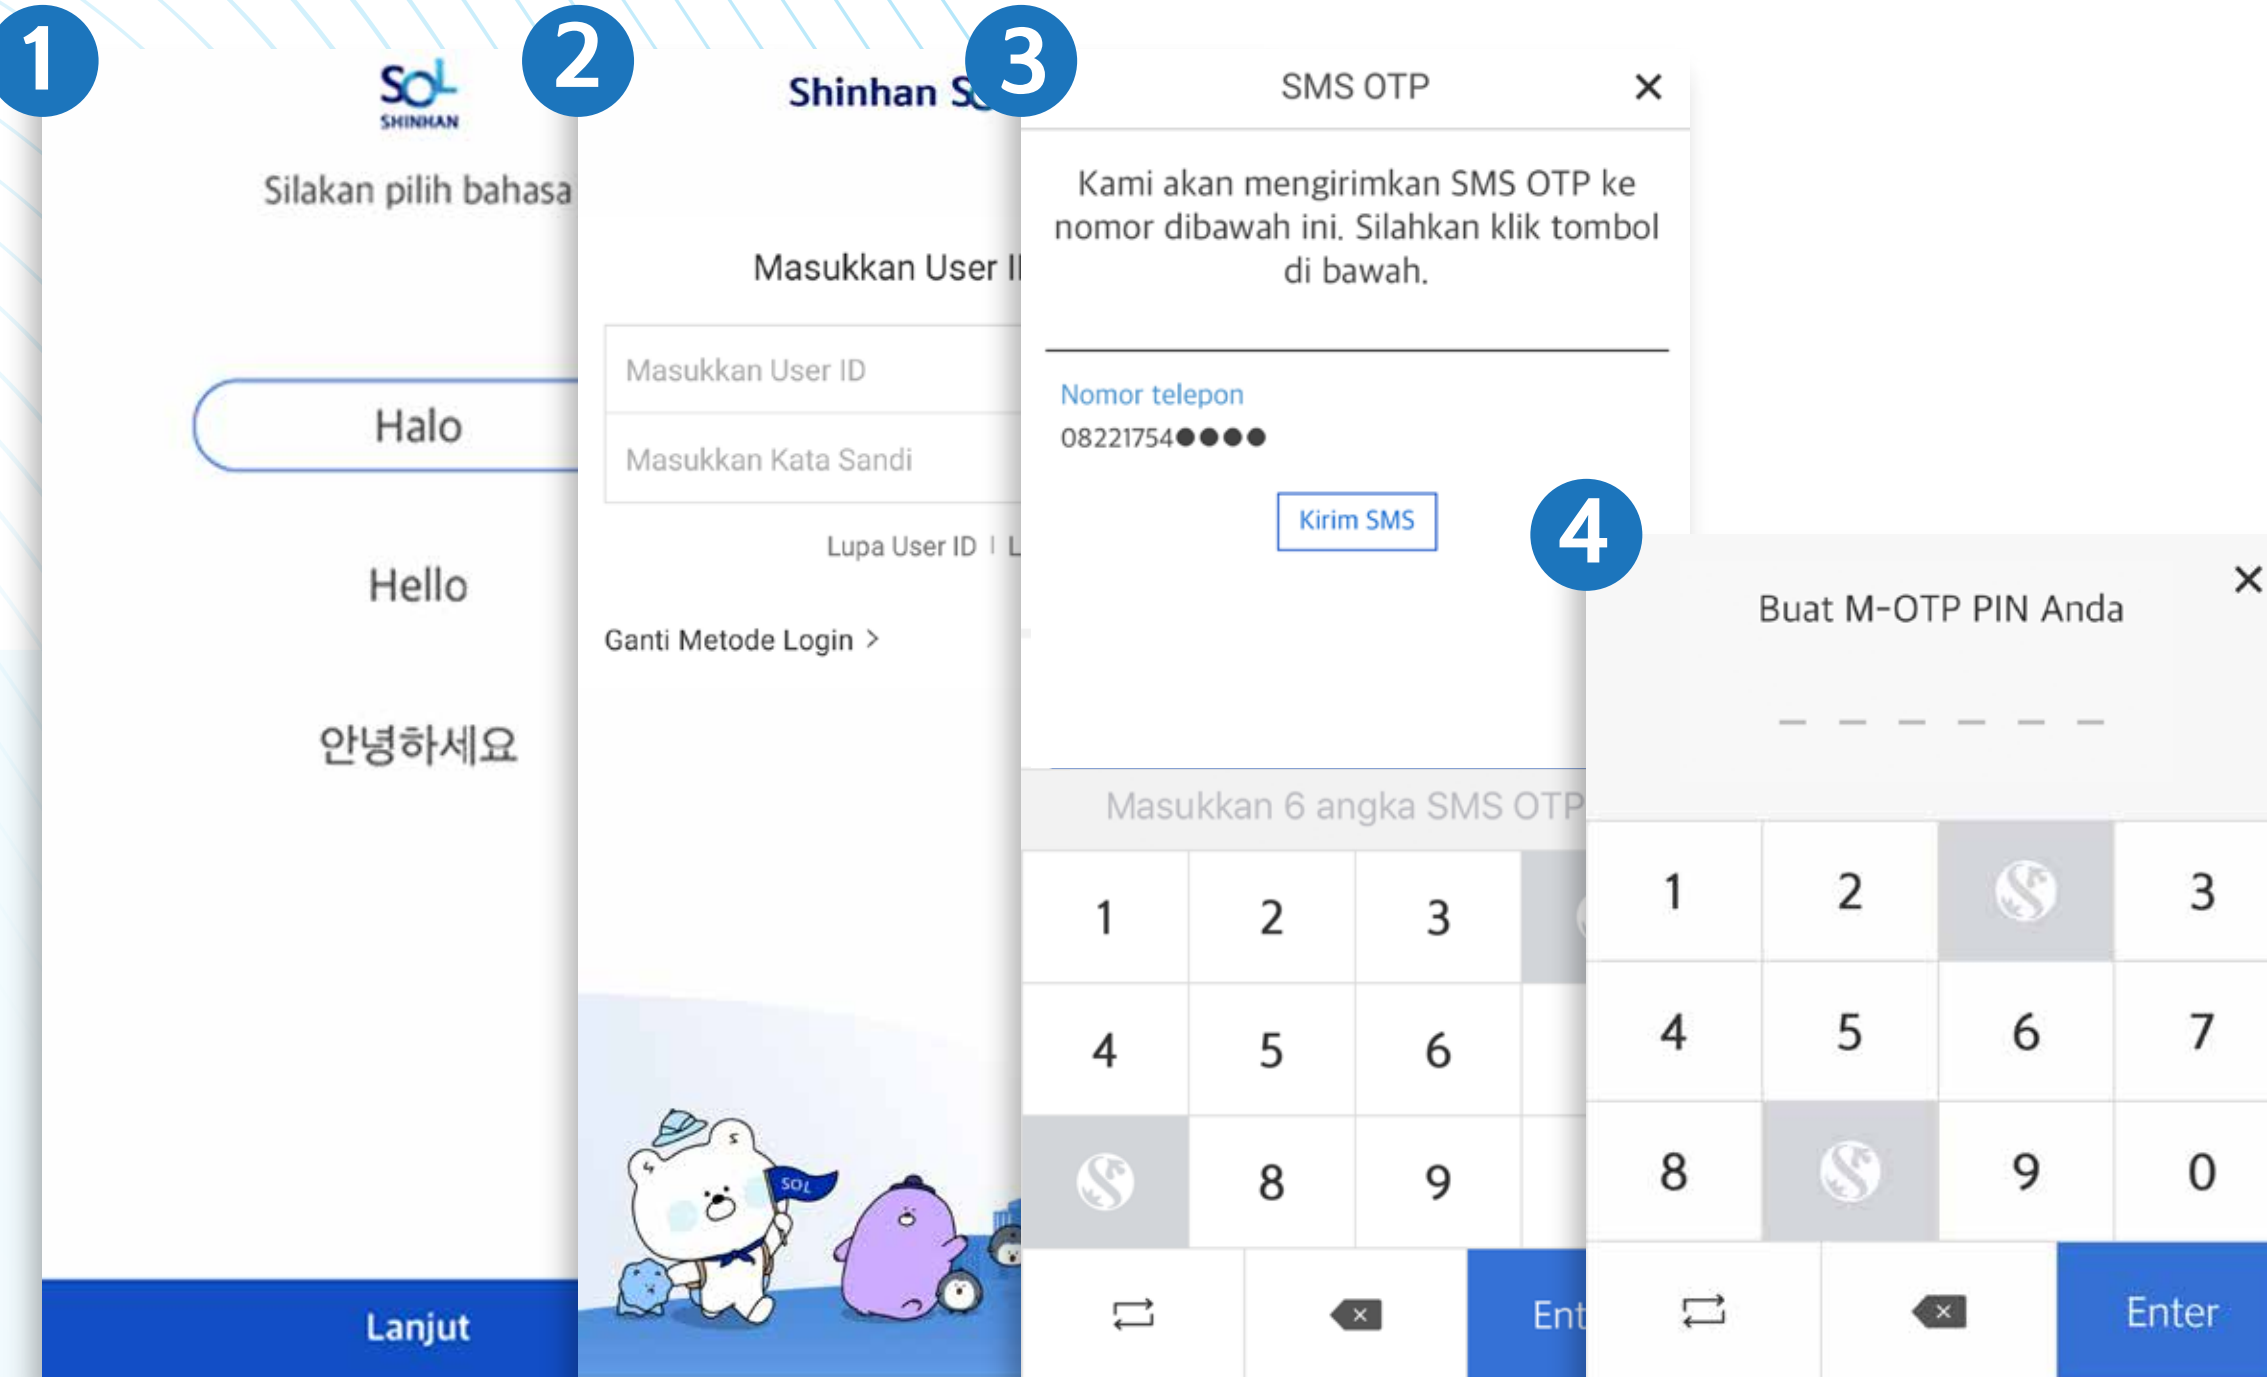 1
SOL
SHINHAN
Silakan pilih bahasa
Halo
Hello
안녕하세요
Lanjut
2
Shinhan S
Masukkan User I
Masukkan User ID
Masukkan Kata Sandi
Lupa User ID | L
Ganti Metode Login >
SOL
3
SMS OTP
Kami akan mengirimkan SMS OTP ke
nomor dibawah ini. Silahkan klik tombol
di bawah.
Nomor telepon
08221754●●●●
Kirim SMS
Masukkan 6 angka SMS OTP
1 2 3
4 5 6
8 9
Ent
4
Buat M-OTP PIN Anda
1 2 3
4 5 6 7
8 9 0
Enter